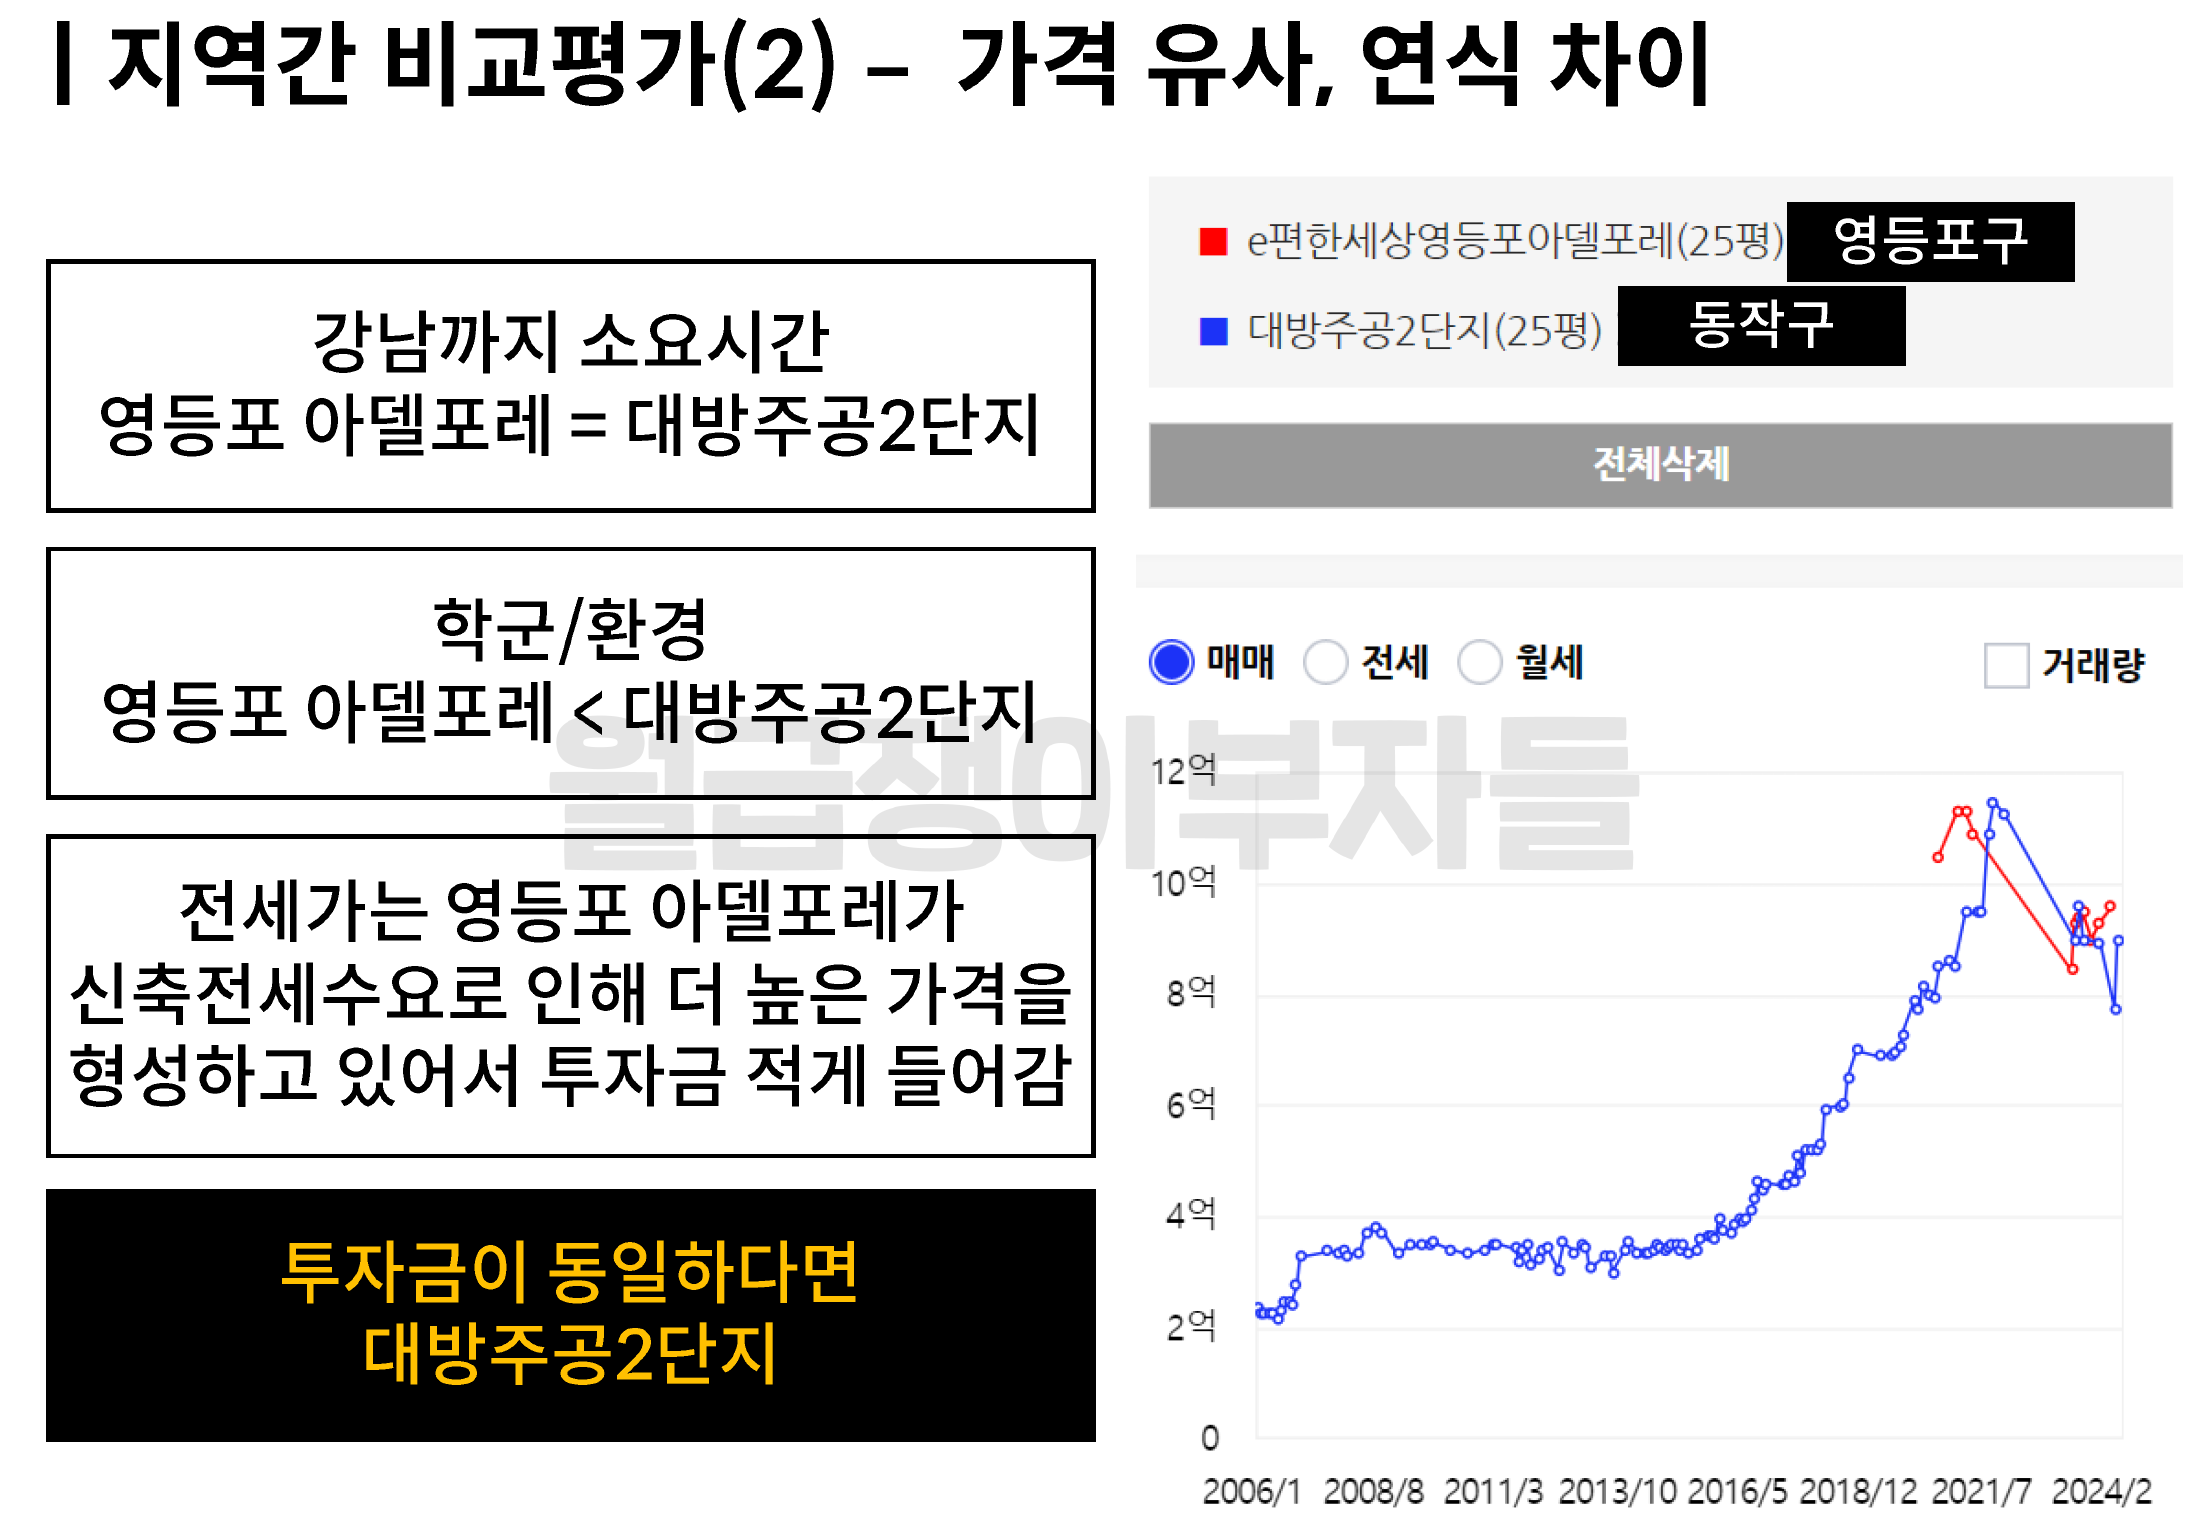 | 지역간 비교평가(2) – 가격 유사, 연식 차이
강남까지 소요시간
영등포 아델포레 = 대방주공2단지
학군/환경
영등포 아델포레 < 대방주공2단지
전세가는 영등포 아델포레가
신축전세수요로 인해 더 높은 가격을
형성하고 있어서 투자금 적게 들어감
투자금이 동일하다면
대방주공2단지
e편한세상영등포아델포레(25평) 영등포구
대방주공2단지(25평) 동작구
전체삭제
매매 전세 월세 거래량
12억
10억
8억
6억
4억
2억
0
2006/1 2008/8 2011/3 2013/10 2016/5 2018/12 2021/7 2024/2
월급쟁이부자들